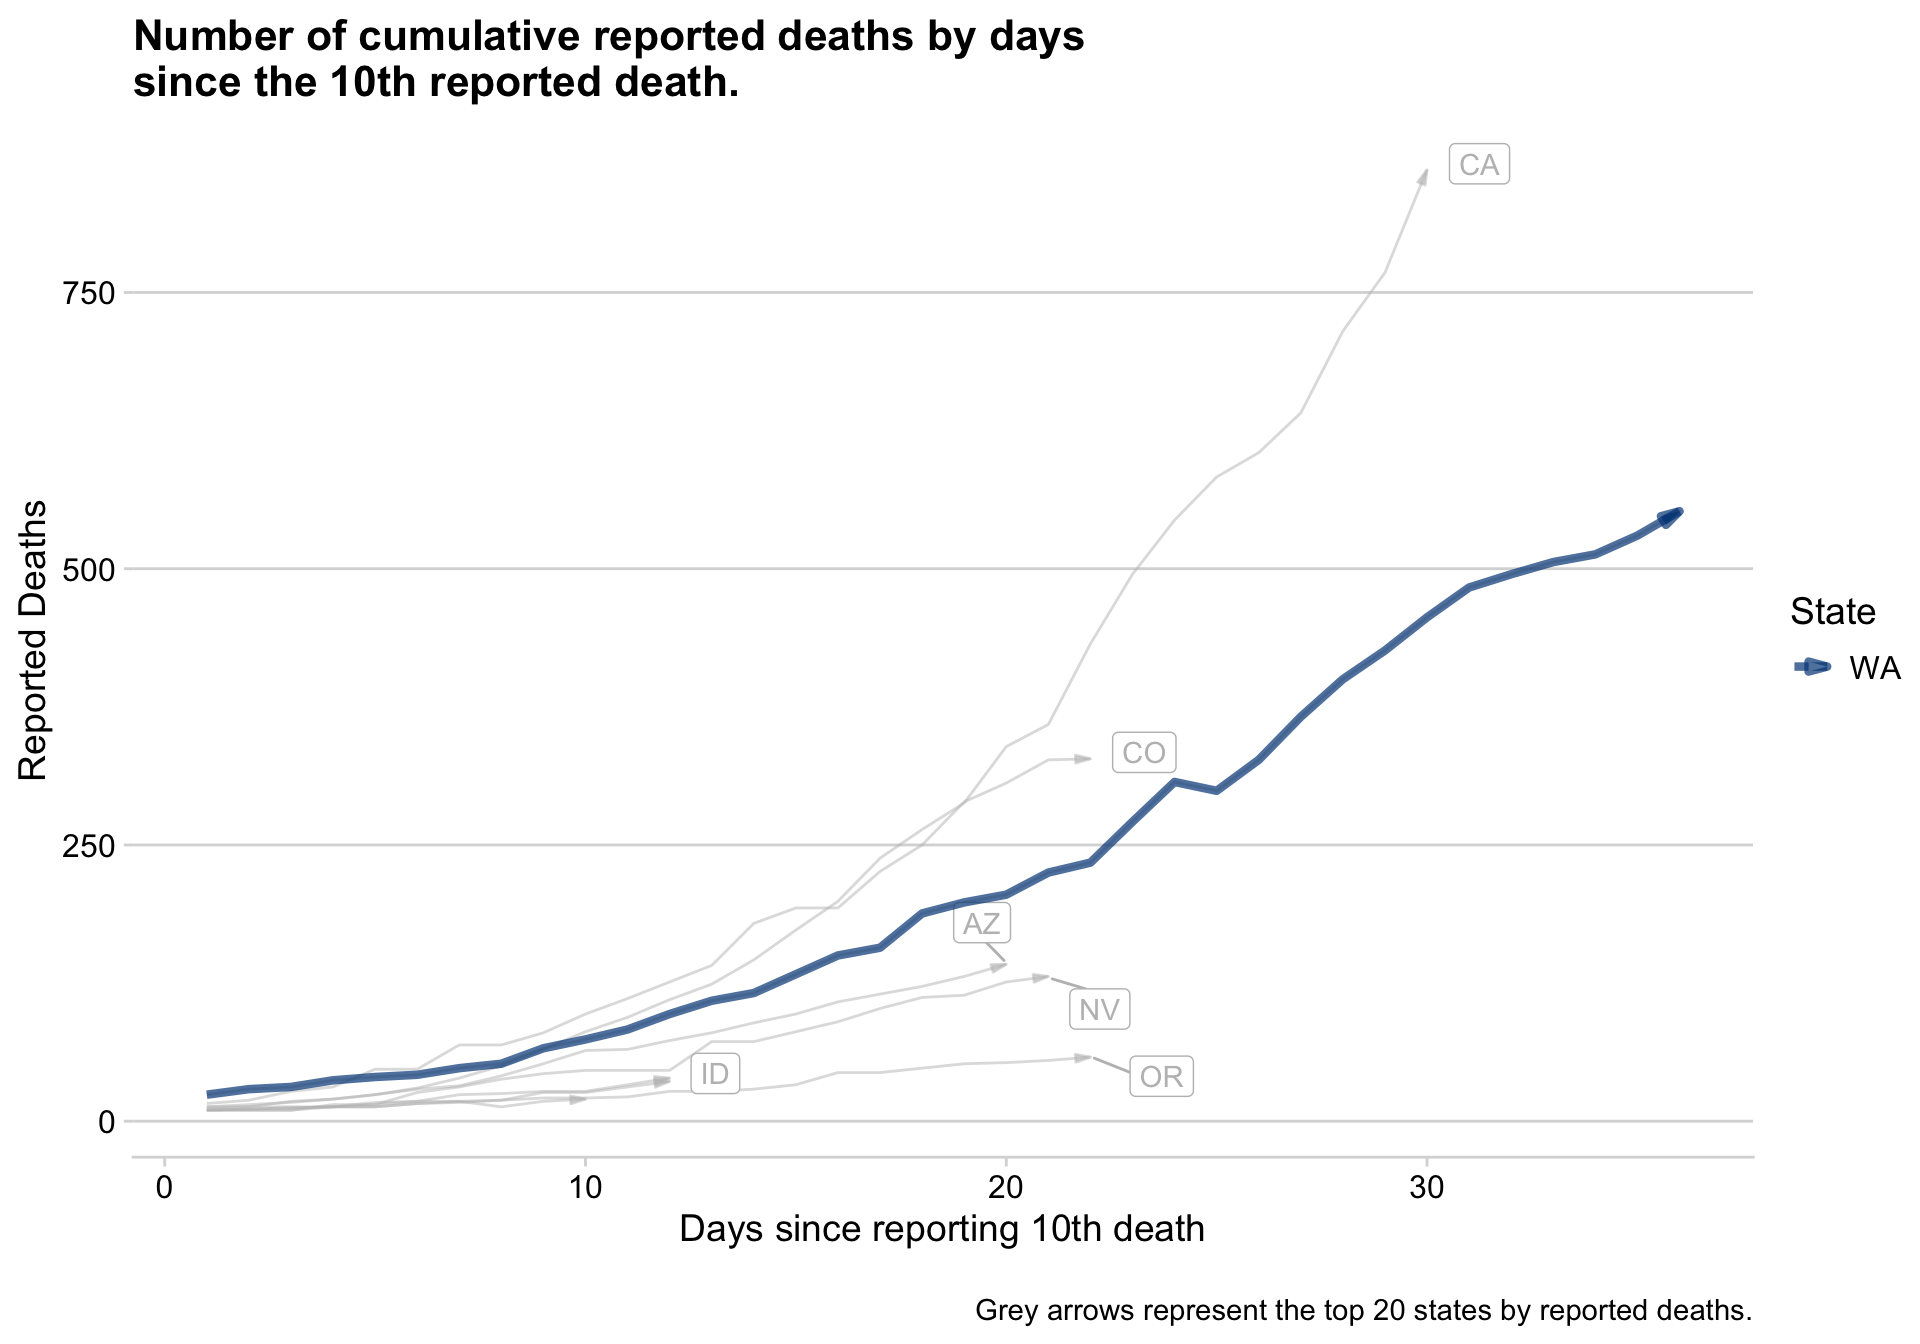 Number of cumulative reported deaths by days
since the 10th reported death.
CA
750
500
CO
250
AZ
NV
ID
OR
0
Reported Deaths
State
WA
0 10 20 30
Days since reporting 10th death
Grey arrows represent the top 20 states by reported deaths.